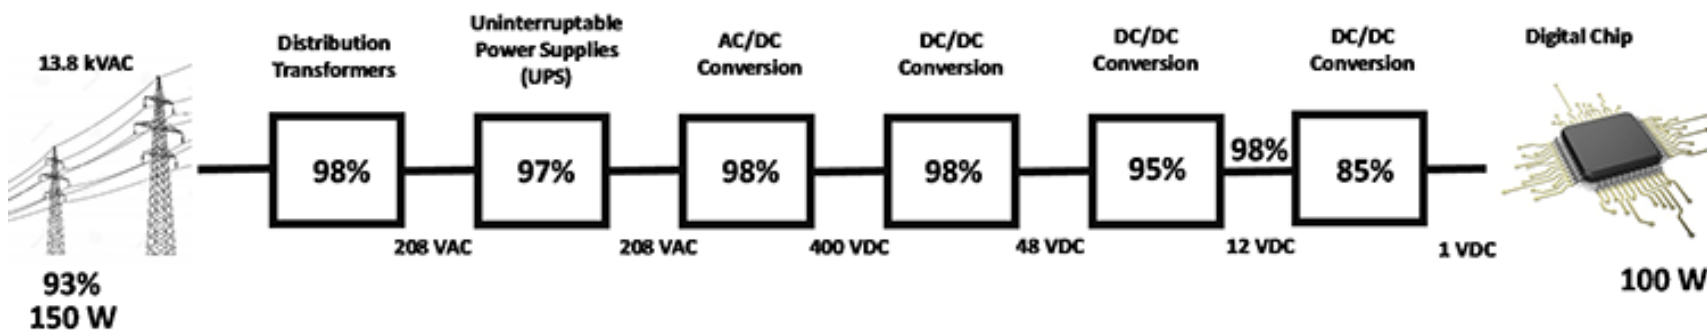 13.8 kVAC
Distribution
Transformers
Uninterruptable
Power Supplies
(UPS)
AC/DC
Conversion
DC/DC
Conversion
DC/DC
Conversion
DC/DC
Conversion
Digital Chip
98%
97%
98%
98%
95%
98%
85%
208 VAC
208 VAC
400 VDC
48 VDC
12 VDC
1 VDC
93%
150 W
100 W